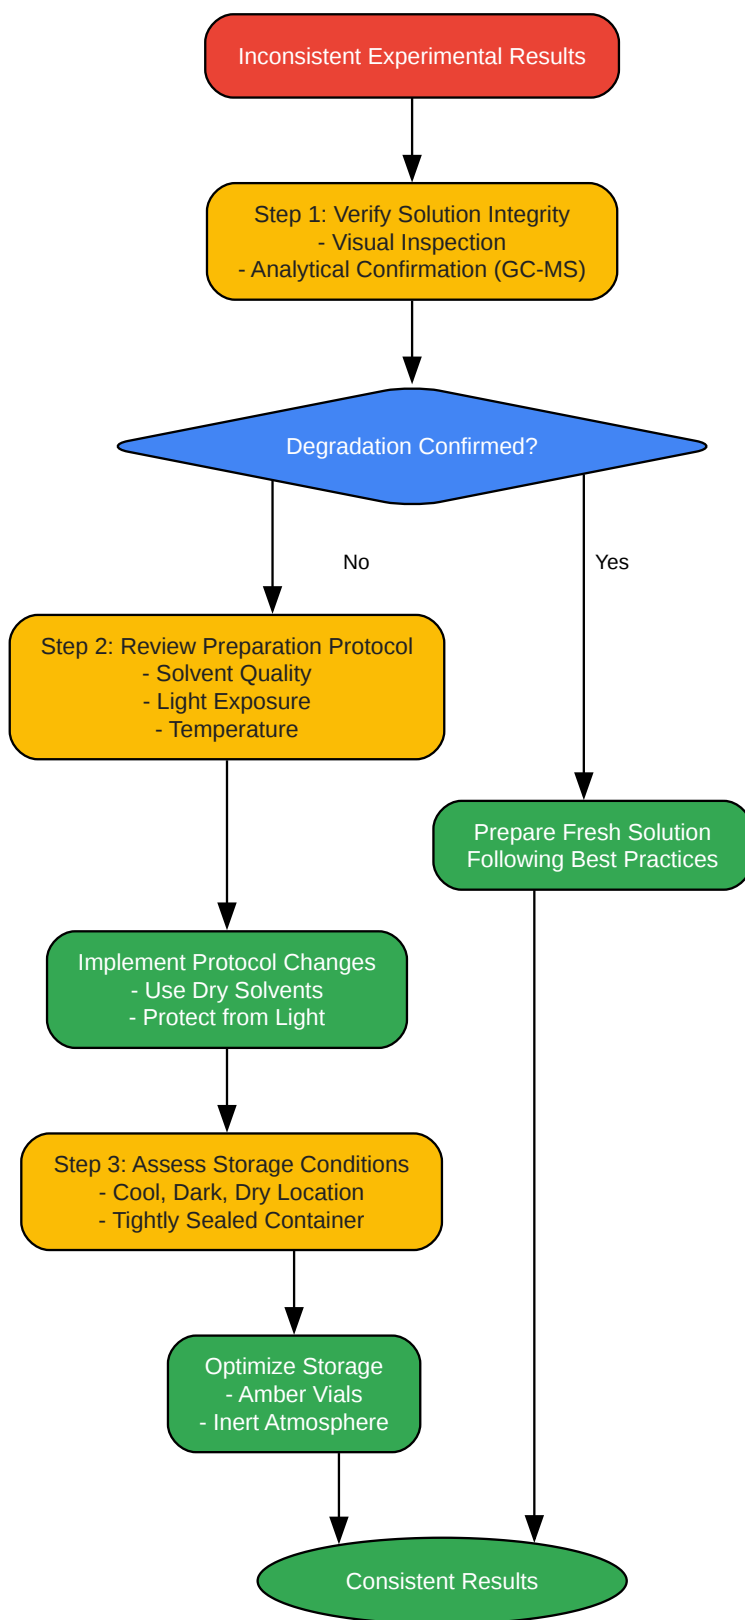 Inconsistent Experimental Results
Step 1: Verify Solution Integrity
- Visual Inspection
- Analytical Confirmation (GC-MS)
Degradation Confirmed?
No
Yes
Step 2: Review Preparation Protocol
- Solvent Quality
- Light Exposure
- Temperature
Prepare Fresh Solution
Following Best Practices
Implement Protocol Changes
- Use Dry Solvents
- Protect from Light
Step 3: Assess Storage Conditions
- Cool, Dark, Dry Location
- Tightly Sealed Container
Optimize Storage
- Amber Vials
- Inert Atmosphere
Consistent Results